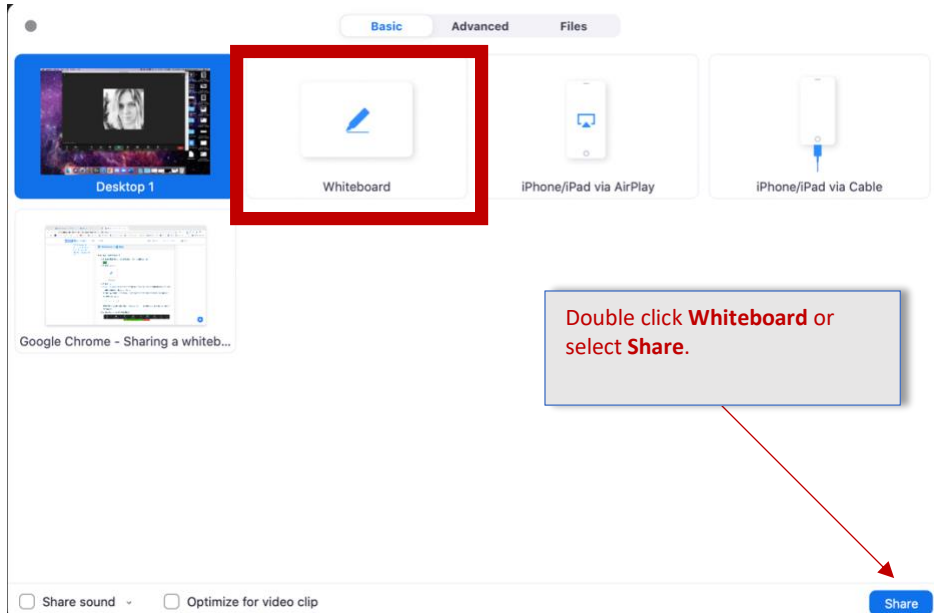 Basic Advanced Files
Desktop 1
Whiteboard
iPhone/iPad via AirPlay
iPhone/iPad via Cable
Google Chrome - Sharing a whiteb...
Double click Whiteboard or
select Share.
Share sound
Optimize for video clip
Share